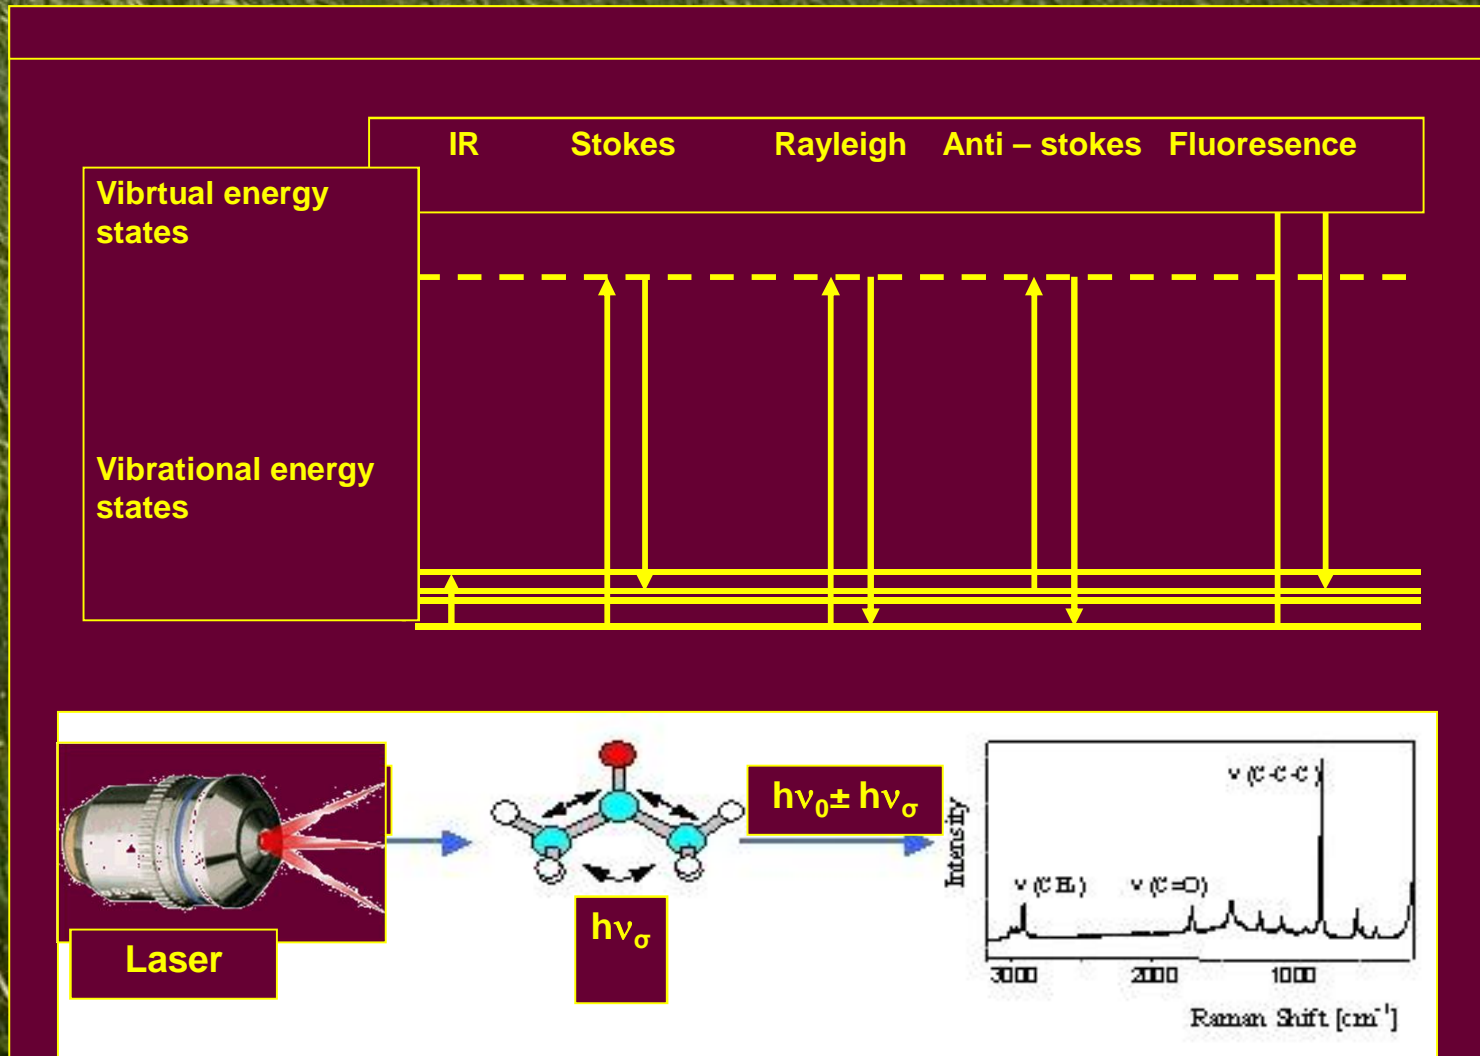 IR Stokes Rayleigh Anti – stokes Fluoresence
Vibrtual energy
states
Vibrational energy
states
Laser
hν₀± hνσ
hνσ
Intensity
ν (C-C-C)
ν (CH₃) ν (C=O)
3000 2000 1000
Raman Shift [cm⁻¹]